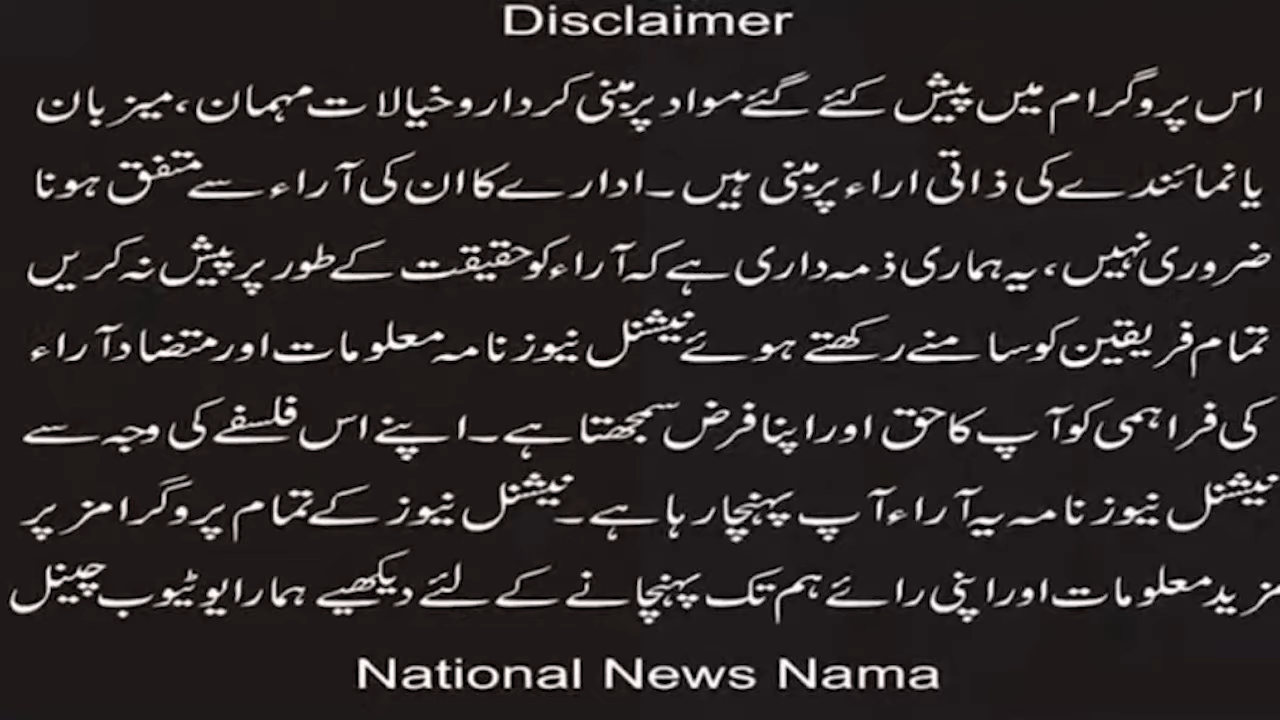 Disclaimer
اس پروگرام میں پیش کئے گئے مواد پر مبنی کردار و خیالات مہمان، میزبان
یا نمائندے کی ذاتی اراء پر مبنی ہیں۔ ادارے کا ان کی آراء سے متفق ہونا
ضروری نہیں، یہ ہماری ذمہ داری ہے کہ آراء کو حقیقت کے طور پر پیش نہ کریں
تمام فریقین کو سامنے رکھتے ہوئے نیشنل نیوز نامہ معلومات اور متضاد آراء
کی فراہمی کو آپ کا حق اور اپنا فرض سمجھتا ہے۔ اپنے اس فلسفے کی وجہ سے
نیشنل نیوز نامہ یہ آراء آپ پہنچا رہا ہے۔ نیشنل نیوز کے تمام پروگرامز پر
مزید معلومات اور اپنی رائے ہم تک پہنچانے کے لئے دیکھیے ہمارا یوٹیوب چینل
National News Nama